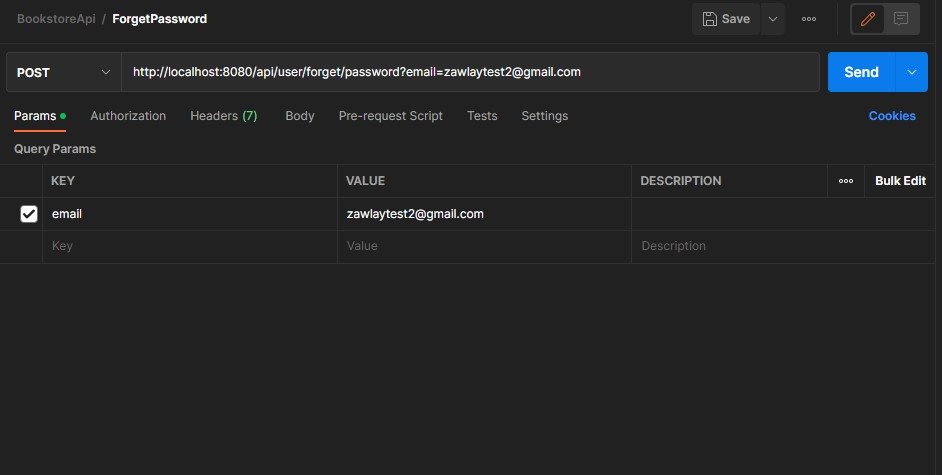 BookstoreApi / ForgetPassword Save
POST http://localhost:8080/api/user/forget/password?email=zawlaytest2@gmail.com Send
Params Authorization Headers (7) Body Pre-request Script Tests Settings Cookies
Query Params
KEY VALUE DESCRIPTION Bulk Edit
email zawlaytest2@gmail.com
Key Value Description